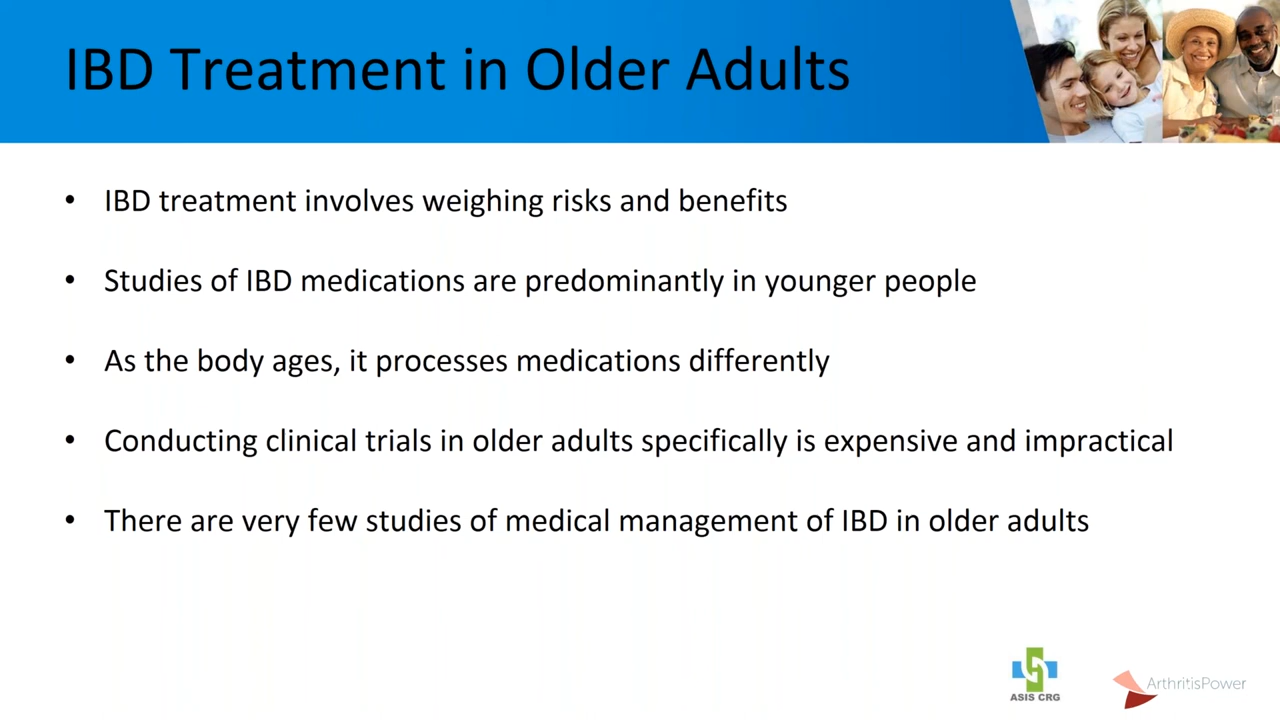 IBD Treatment in Older Adults
• IBD treatment involves weighing risks and benefits
• Studies of IBD medications are predominantly in younger people
• As the body ages, it processes medications differently
• Conducting clinical trials in older adults specifically is expensive and impractical
• There are very few studies of medical management of IBD in older adults
ASIS CRG
ArthritisPower